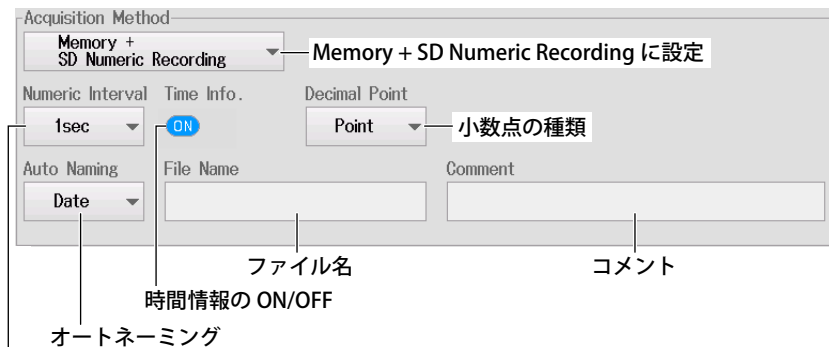 Acquisition Method
Memory +
SD Numeric Recording
Memory + SD Numeric Recording に設定
Numeric Interval Time Info. Decimal Point
1sec ON Point 小数点の種類
Auto Naming File Name Comment
Date
ファイル名 コメント
時間情報の ON/OFF
オートネーミング